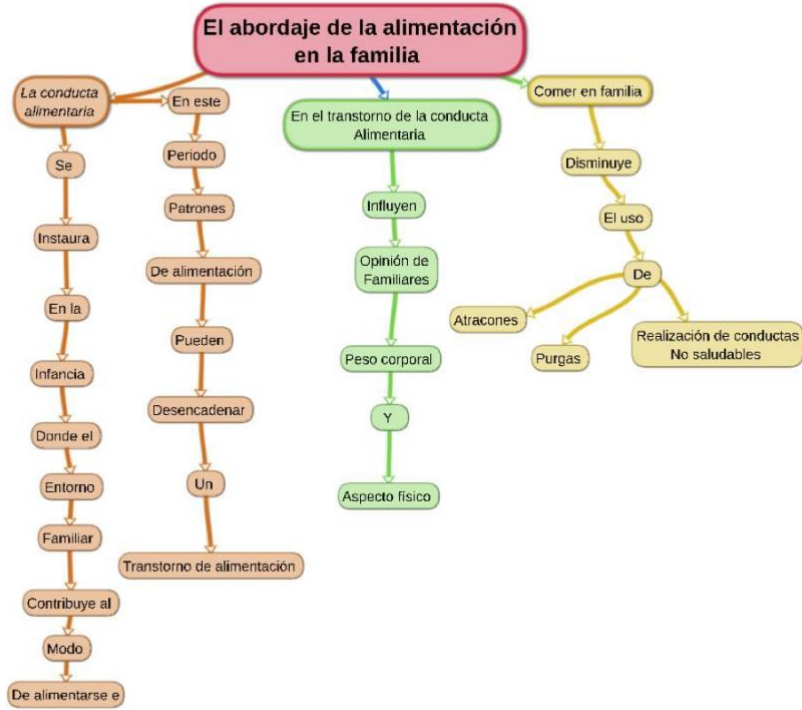 El abordaje de la alimentación
en la familia
La conducta
alimentaria
Se
Instaura
En la
Infancia
Donde el
Entorno
Familiar
Contribuye al
Modo
De alimentarse e
En este
Periodo
Patrones
De alimentación
Pueden
Desencadenar
Un
Transtorno de alimentación
En el transtorno de la conducta
Alimentaria
Influyen
Opinión de
Familiares
Peso corporal
Y
Aspecto físico
Comer en familia
Disminuye
El uso
De
Atracones
Purgas
Realización de conductas
No saludables